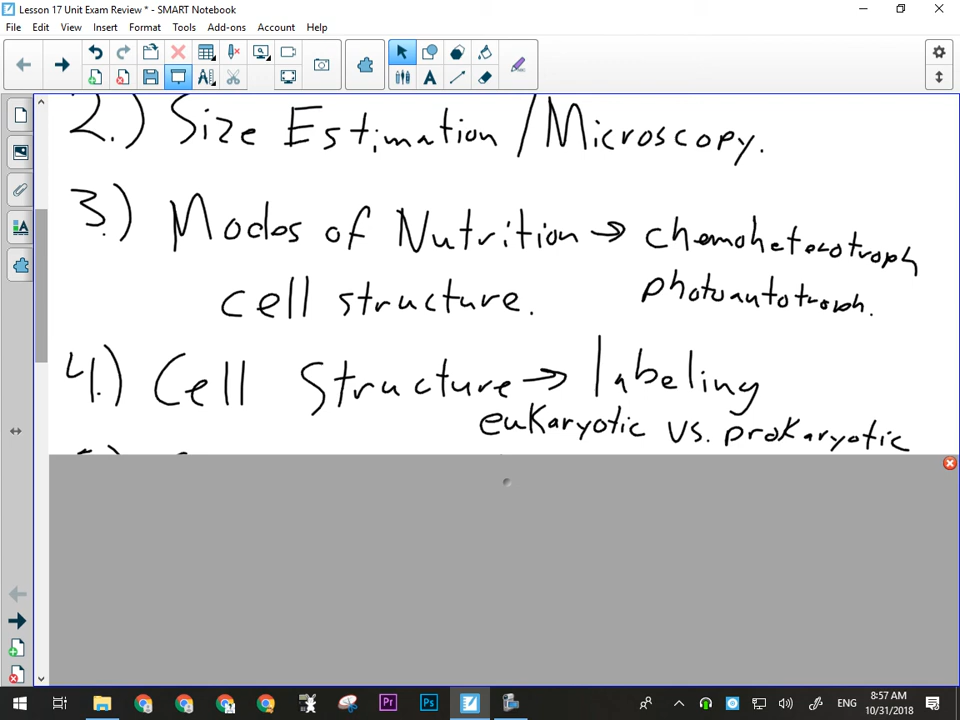 Lesson 17 Unit Exam Review * - SMART Notebook
File Edit View Insert Format Tools Add-ons Account Help
2.) Size Estimation / Microscopy.
3.) Modes of Nutrition → chemoheterotroph
cell structure. photoautotroph.
4.) Cell Structure → labeling
eukaryotic vs. prokaryotic
ENG
8:57 AM
10/31/2018